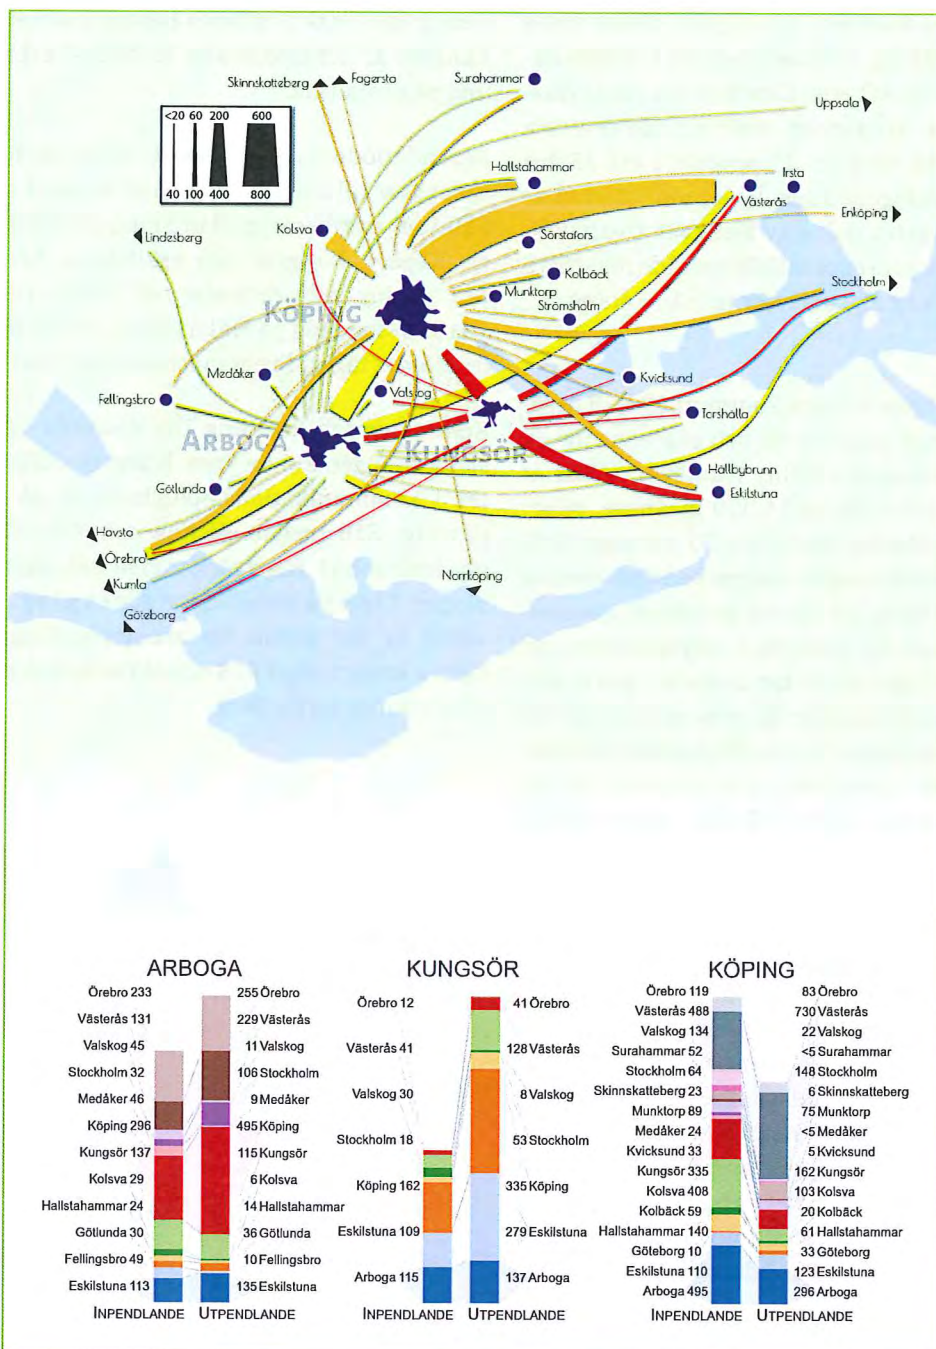 Skinnskatteberg
Fagersta
Surahammar
Uppsala
<20 60 200 600
40 100 400 800
Hallstahammar
Irsta
Västerås
Kolsva
Lindesberg
Sörstafors
Enköping
Kolbäck
Stockholm
Munktorp
Strömsholm
KÖPING
Medåker
Valskog
Kvicksund
Fellingsbro
Torshälla
ARBOGA
KUNGSÖR
Hällbybrunn
Götlunda
Eskilstuna
Hovsta
Örebro
Kumla
Norrköping
Göteborg
ARBOGA
Örebro 233 255 Örebro
Västerås 131 229 Västerås
Valskog 45 11 Valskog
Stockholm 32 106 Stockholm
Medåker 46 9 Medåker
Köping 296 495 Köping
Kungsör 137 115 Kungsör
Kolsva 29 6 Kolsva
Hallstahammar 24 14 Hallstahammar
Götlunda 30 36 Götlunda
Fellingsbro 49 10 Fellingsbro
Eskilstuna 113 135 Eskilstuna
INPENDLANDE UTPENDLANDE
KUNGSÖR
Örebro 12 41 Örebro
Västerås 41 128 Västerås
Valskog 30 8 Valskog
Stockholm 18 53 Stockholm
Köping 162 335 Köping
Eskilstuna 109 279 Eskilstuna
Arboga 115 137 Arboga
INPENDLANDE UTPENDLANDE
KÖPING
Örebro 119 83 Örebro
Västerås 488 730 Västerås
Valskog 134 22 Valskog
Surahammar 52 <5 Surahammar
Stockholm 64 148 Stockholm
Skinnskatteberg 23 6 Skinnskatteberg
Munktorp 89 75 Munktorp
Medåker 24 <5 Medåker
Kvicksund 33 5 Kvicksund
Kungsör 335 162 Kungsör
Kolsva 408 103 Kolsva
Kolbäck 59 20 Kolbäck
Hallstahammar 140 61 Hallstahammar
Göteborg 10 33 Göteborg
Eskilstuna 110 123 Eskilstuna
Arboga 495 296 Arboga
INPENDLANDE UTPENDLANDE